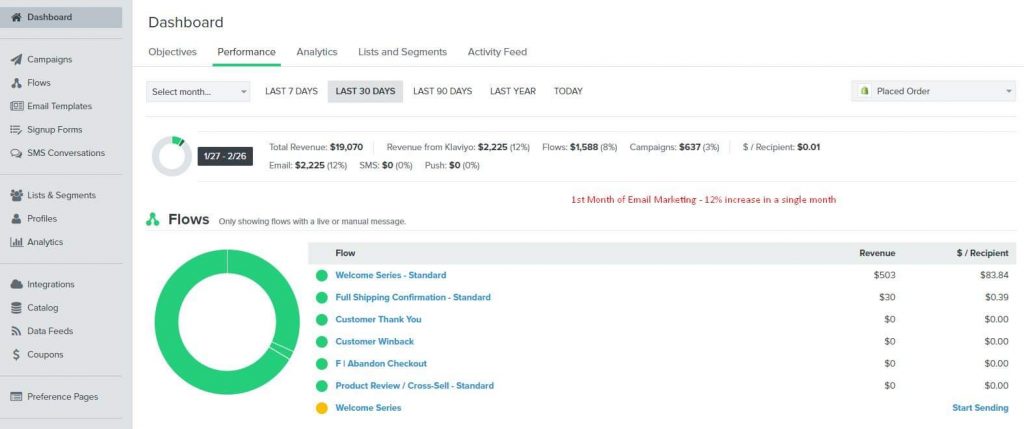 Dashboard
Campaigns
Flows
Email Templates
Signup Forms
SMS Conversations
Lists & Segments
Profiles
Analytics
Integrations
Catalog
Data Feeds
Coupons
Preference Pages
Dashboard
Objectives Performance Analytics Lists and Segments Activity Feed
Select month... LAST 7 DAYS LAST 30 DAYS LAST 90 DAYS LAST YEAR TODAY Placed Order
1/27 - 2/26
Total Revenue: $19,070 Revenue from Klaviyo: $2,225 (12%) Flows: $1,588 (8%) Campaigns: $637 (3%) $ / Recipient: $0.01
Email: $2,225 (12%) SMS: $0 (0%) Push: $0 (0%)
1st Month of Email Marketing - 12% increase in a single month
Flows Only showing flows with a live or manual message.
Flow Revenue $ / Recipient
Welcome Series - Standard $503 $83.84
Full Shipping Confirmation - Standard $30 $0.39
Customer Thank You $0 $0.00
Customer Winback $0 $0.00
F | Abandon Checkout $0 $0.00
Product Review / Cross-Sell - Standard $0 $0.00
Welcome Series Start Sending